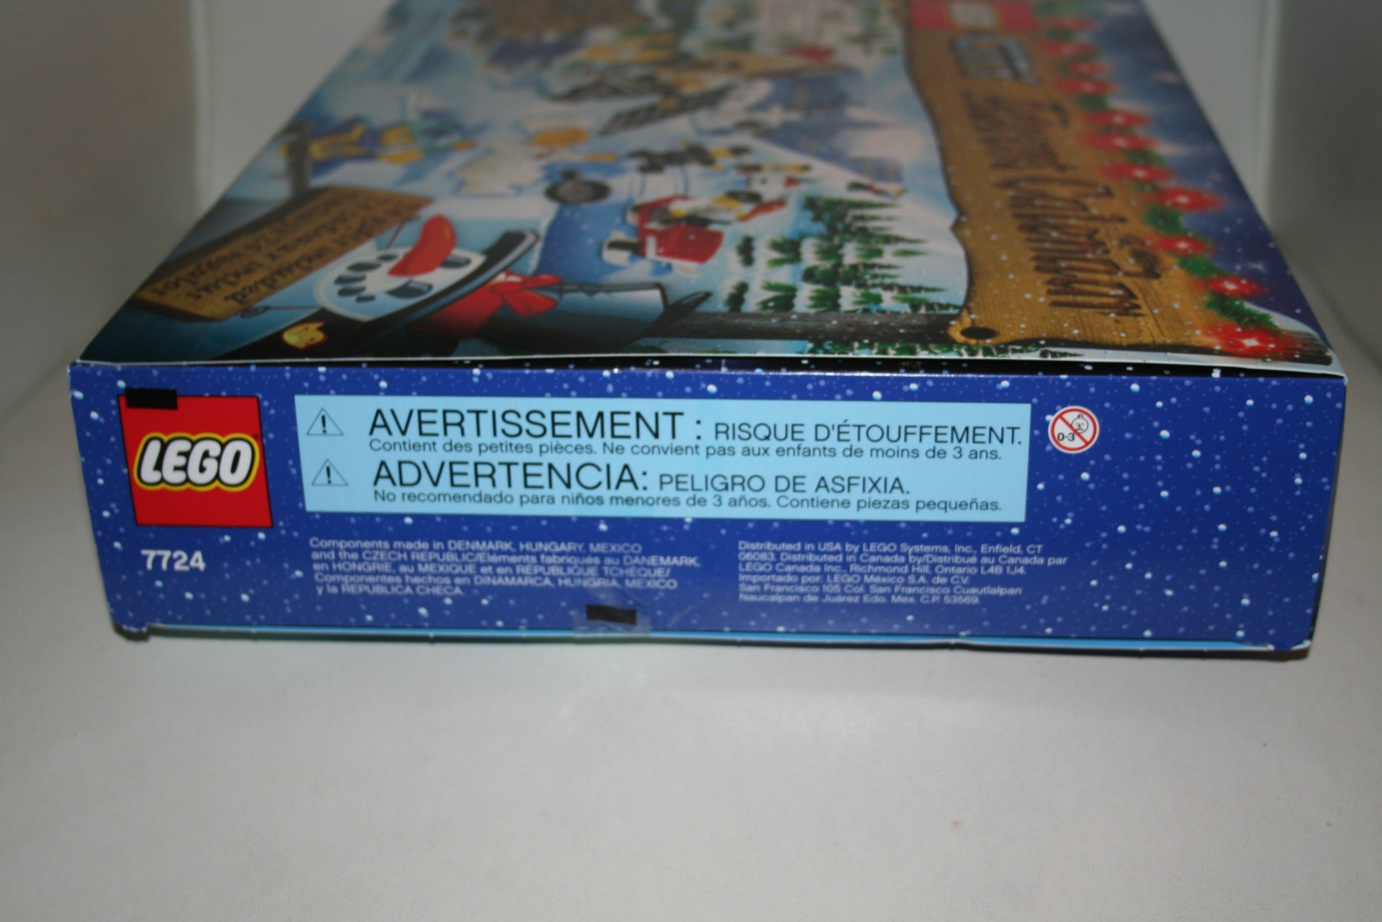 Advent Calendar
LEGO
7724
AVERTISSEMENT : RISQUE D'ÉTOUFFEMENT.
Contient des petites pièces. Ne convient pas aux enfants de moins de 3 ans.
ADVERTENCIA: PELIGRO DE ASFIXIA.
No recomendado para niños menores de 3 años. Contiene piezas pequeñas.
0-3
Components made in DENMARK, HUNGARY, MEXICO
and the CZECH REPUBLIC/Éléments fabriqués au DANEMARK,
en HONGRIE, au MEXIQUE et en RÉPUBLIQUE TCHÈQUE/
Componentes hechos en DINAMARCA, HUNGRIA, MEXICO
y la REPUBLICA CHECA.
Distributed in USA by LEGO Systems, Inc., Enfield, CT
06083. Distributed in Canada by/Distribué au Canada par
LEGO Canada Inc., Richmond Hill, Ontario L4B 1J4.
Importado por: LEGO México S.A. de C.V.
San Francisco 105 Col. San Francisco Cuautlalpan
Naucalpan de Juárez Edo. Mex. C.P. 53569.